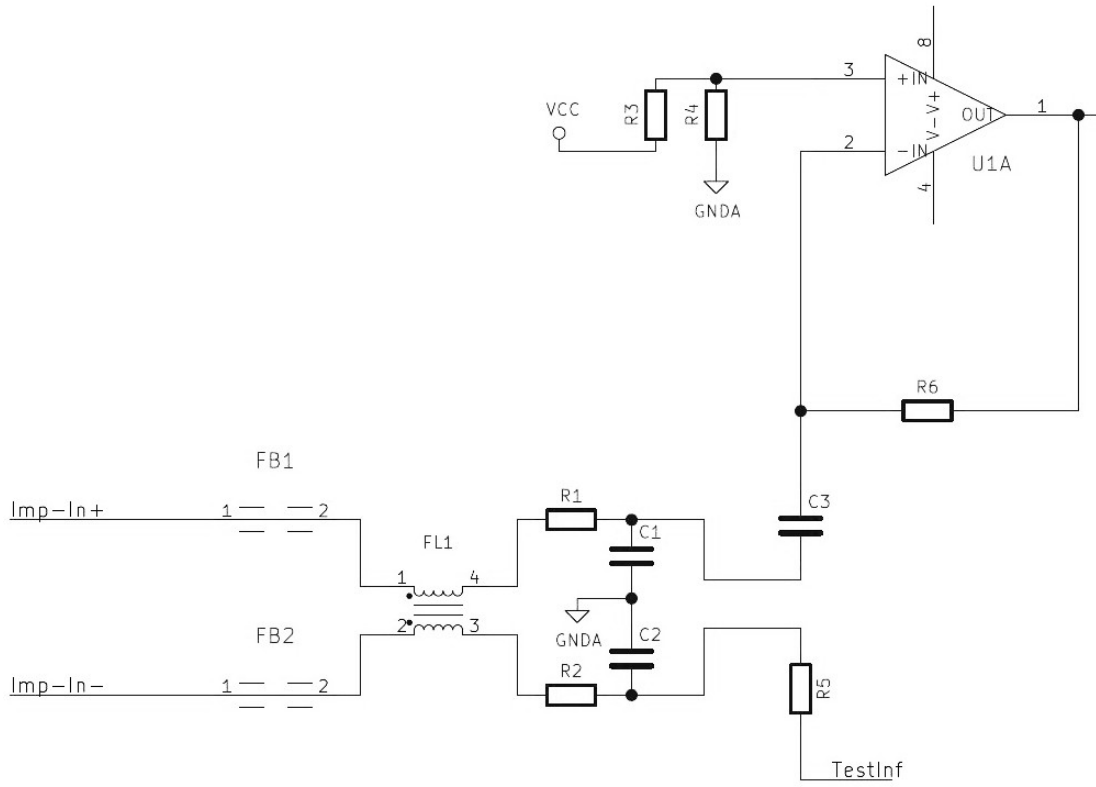 8
3
+IN
VCC
R3
R4
V-V+
OUT
1
2
-IN
U1A
4
GNDA
R6
FB1
Imp-In+
1
2
R1
C3
C1
FL1
1
4
GNDA
2
3
C2
FB2
R2
Imp-In-
1
2
R5
TestInf